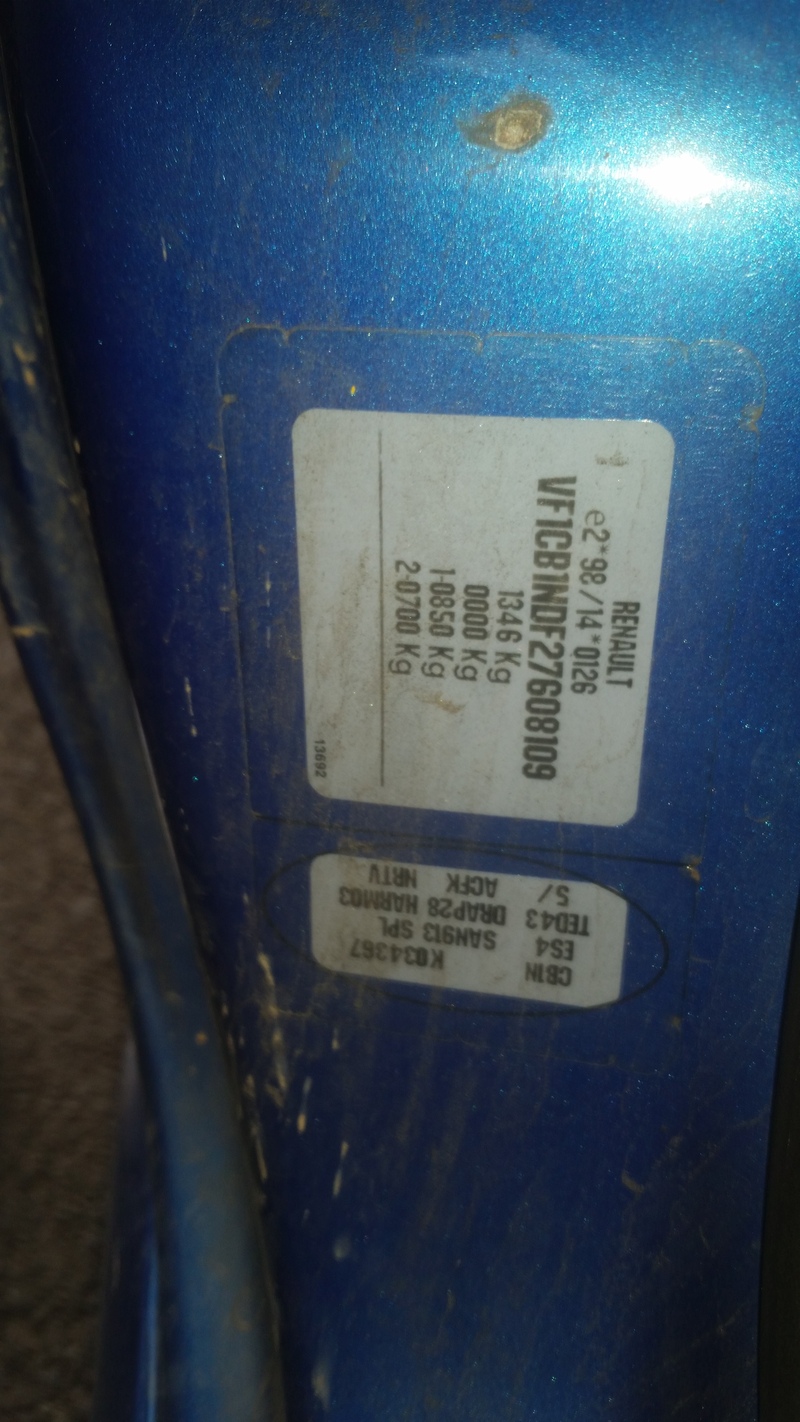 RENAULT
e2*98/14*0126
VF1CB1NDF27608109
1346 Kg
0000 Kg
1-0850 Kg
2-0700 Kg
13692
CB1N
ES4
TED43 SAN913 SPL K034367
DRAP28 HARM03
5/ ACFK NRTV